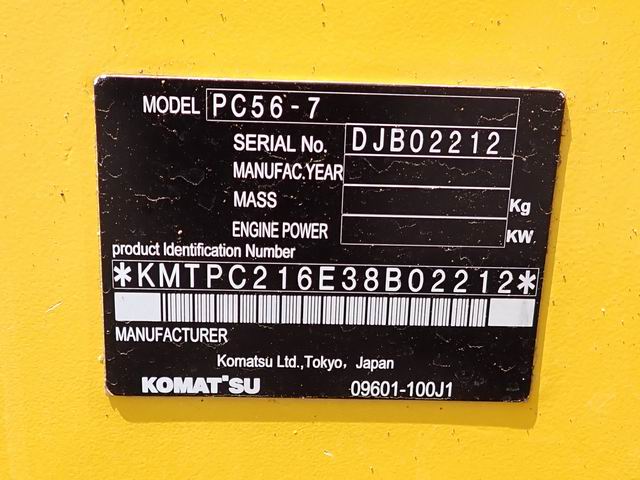 MODEL PC56-7
SERIAL No. DJB02212
MANUFAC.YEAR
MASS Kg
ENGINE POWER KW
product Identification Number
*KMTPC216E38B02212*
MANUFACTURER
Komatsu Ltd.,Tokyo, Japan
KOMATSU 09601-100J1